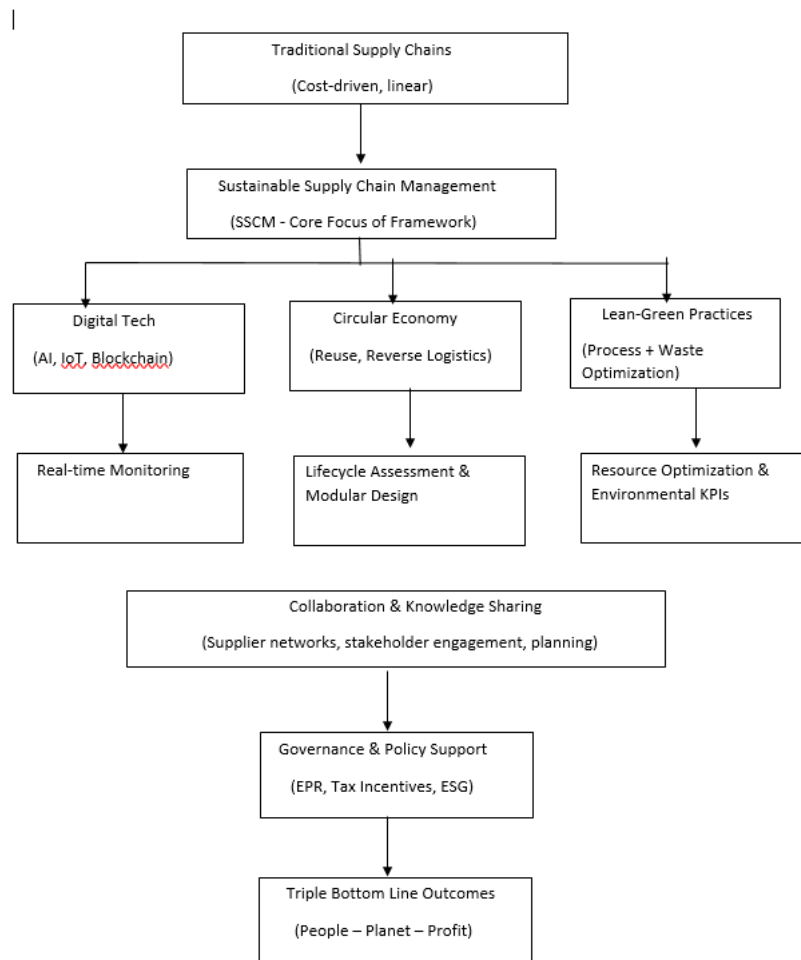 Traditional Supply Chains
(Cost-driven, linear)
Sustainable Supply Chain Management
(SSCM - Core Focus of Framework)
Digital Tech
(AI, IoT, Blockchain)
Circular Economy
(Reuse, Reverse Logistics)
Lean-Green Practices
(Process + Waste
Optimization)
Real-time Monitoring
Lifecycle Assessment &
Modular Design
Resource Optimization &
Environmental KPIs
Collaboration & Knowledge Sharing
(Supplier networks, stakeholder engagement, planning)
Governance & Policy Support
(EPR, Tax Incentives, ESG)
Triple Bottom Line Outcomes
(People – Planet – Profit)